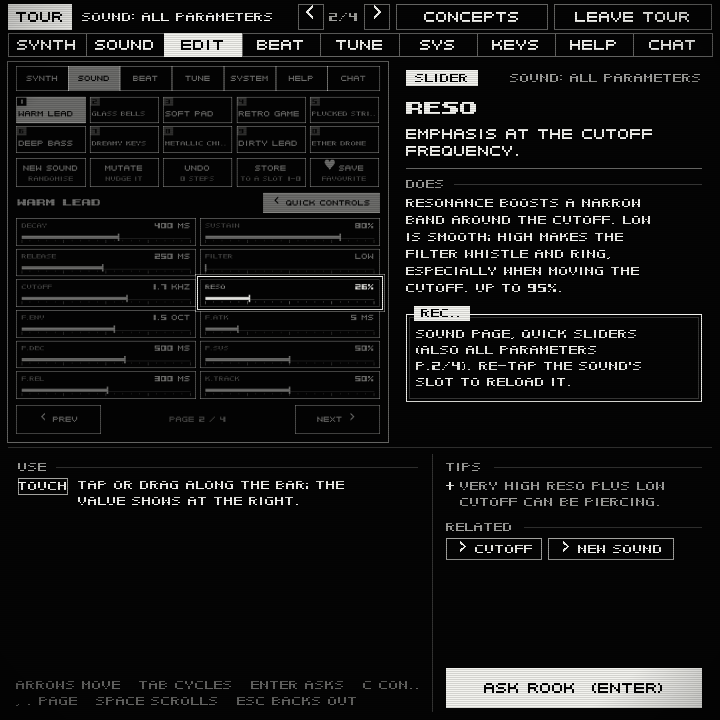 TOUR SOUND: ALL PARAMETERS < 2/4 > CONCEPTS LEAVE TOUR
SYNTH SOUND EDIT BEAT TUNE SYS KEYS HELP CHAT
SYNTH SOUND BEAT TUNE SYSTEM HELP CHAT
WARM LEAD GLASS BELLS SOFT PAD RETRO GAME PLUCKED STRI..
DEEP BASS DREAMY KEYS METALLIC CHI.. DIRTY LEAD ETHER DRONE
NEW SOUND MUTATE UNDO STORE ♥ SAVE
RANDOMISE NUDGE IT 0 STEPS TO A SLOT 1-0 FAVOURITE
WARM LEAD < QUICK CONTROLS
DECAY 400 MS SUSTAIN 80%
RELEASE 250 MS FILTER LOW
CUTOFF 1.7 KHZ RESO 26%
F.ENV 1.5 OCT F.ATK 5 MS
F.DEC 500 MS F.SUS 50%
F.REL 300 MS K.TRACK 50%
< PREV PAGE 2 / 4 NEXT >
SLIDER SOUND: ALL PARAMETERS
RESO
EMPHASIS AT THE CUTOFF
FREQUENCY.
DOES
RESONANCE BOOSTS A NARROW
BAND AROUND THE CUTOFF. LOW
IS SMOOTH; HIGH MAKES THE
FILTER WHISTLE AND RING,
ESPECIALLY WHEN MOVING THE
CUTOFF. UP TO 95%.
REC..
SOUND PAGE, QUICK SLIDERS
(ALSO ALL PARAMETERS
P.2/4). RE-TAP THE SOUND'S
SLOT TO RELOAD IT.
USE
TOUCH TAP OR DRAG ALONG THE BAR; THE
VALUE SHOWS AT THE RIGHT.
TIPS
+ VERY HIGH RESO PLUS LOW
CUTOFF CAN BE PIERCING.
RELATED
> CUTOFF > NEW SOUND
ARROWS MOVE TAB CYCLES ENTER ASKS C CON..
, . PAGE SPACE SCROLLS ESC BACKS OUT
ASK ROOK (ENTER)